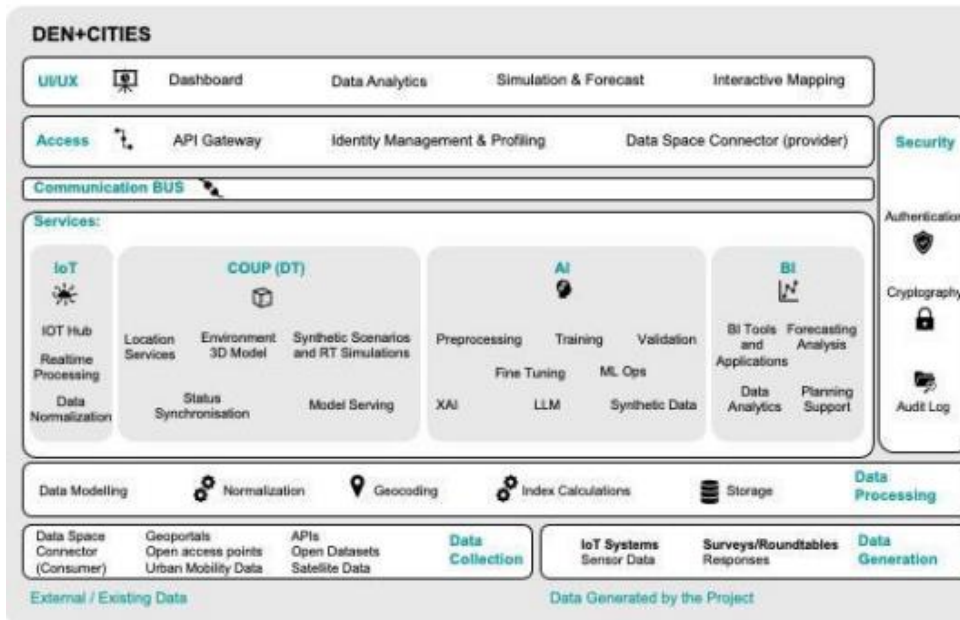 DEN+CITIES
UI/UX Dashboard Data Analytics Simulation & Forecast Interactive Mapping
Access API Gateway Identity Management & Profiling Data Space Connector (provider)
Security
Communication BUS
Authentication
Cryptography
Audit Log
Services:
IoT
IOT Hub
Realtime
Processing
Data
Normalization
COUP (DT)
Location
Services
Environment
3D Model
Synthetic Scenarios
and RT Simulations
Status
Synchronisation
Model Serving
AI
Preprocessing Training Validation
Fine Tuning ML Ops
XAI LLM Synthetic Data
BI
BI Tools
and
Applications
Forecasting
Analysis
Data
Analytics
Planning
Support
Data Modelling Normalization Geocoding Index Calculations Storage
Data
Processing
Data Space
Connector
(Consumer)
Geoportals
Open access points
Urban Mobility Data
APIs
Open Datasets
Satellite Data
Data
Collection
IoT Systems
Sensor Data
Surveys/Roundtables
Responses
Data
Generation
External / Existing Data
Data Generated by the Project